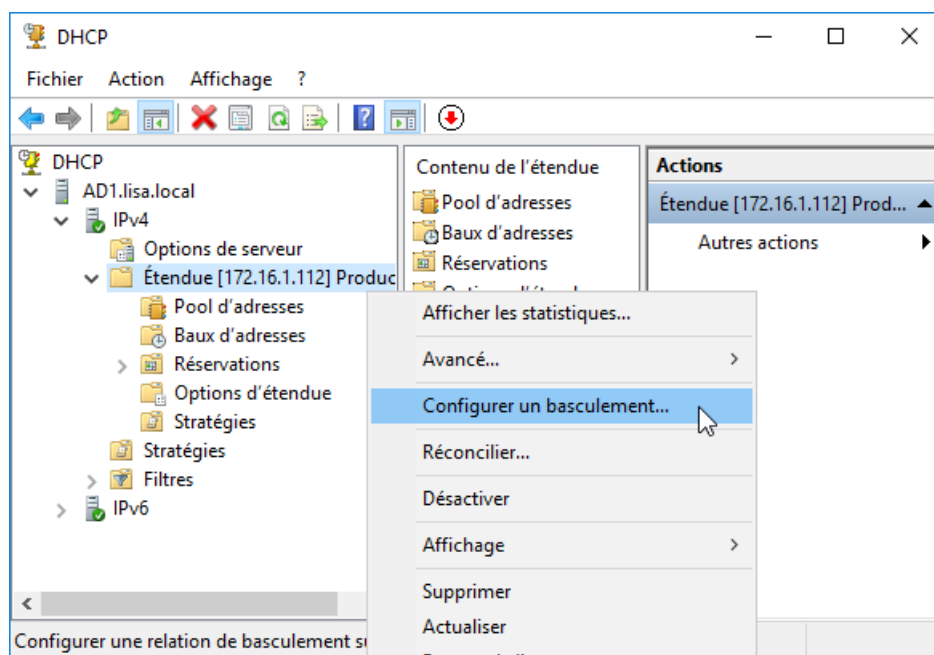 DHCP
Fichier Action Affichage ?
DHCP
AD1.lisa.local
IPv4
Options de serveur
Étendue [172.16.1.112] Produc
Pool d'adresses
Baux d'adresses
Réservations
Options d'étendue
Stratégies
Stratégies
Filtres
IPv6
Contenu de l'étendue
Pool d'adresses
Baux d'adresses
Réservations
Actions
Étendue [172.16.1.112] Prod...
Autres actions
Afficher les statistiques...
Avancé...
Configurer un basculement...
Réconcilier...
Désactiver
Affichage
Supprimer
Actualiser
Configurer une relation de basculement